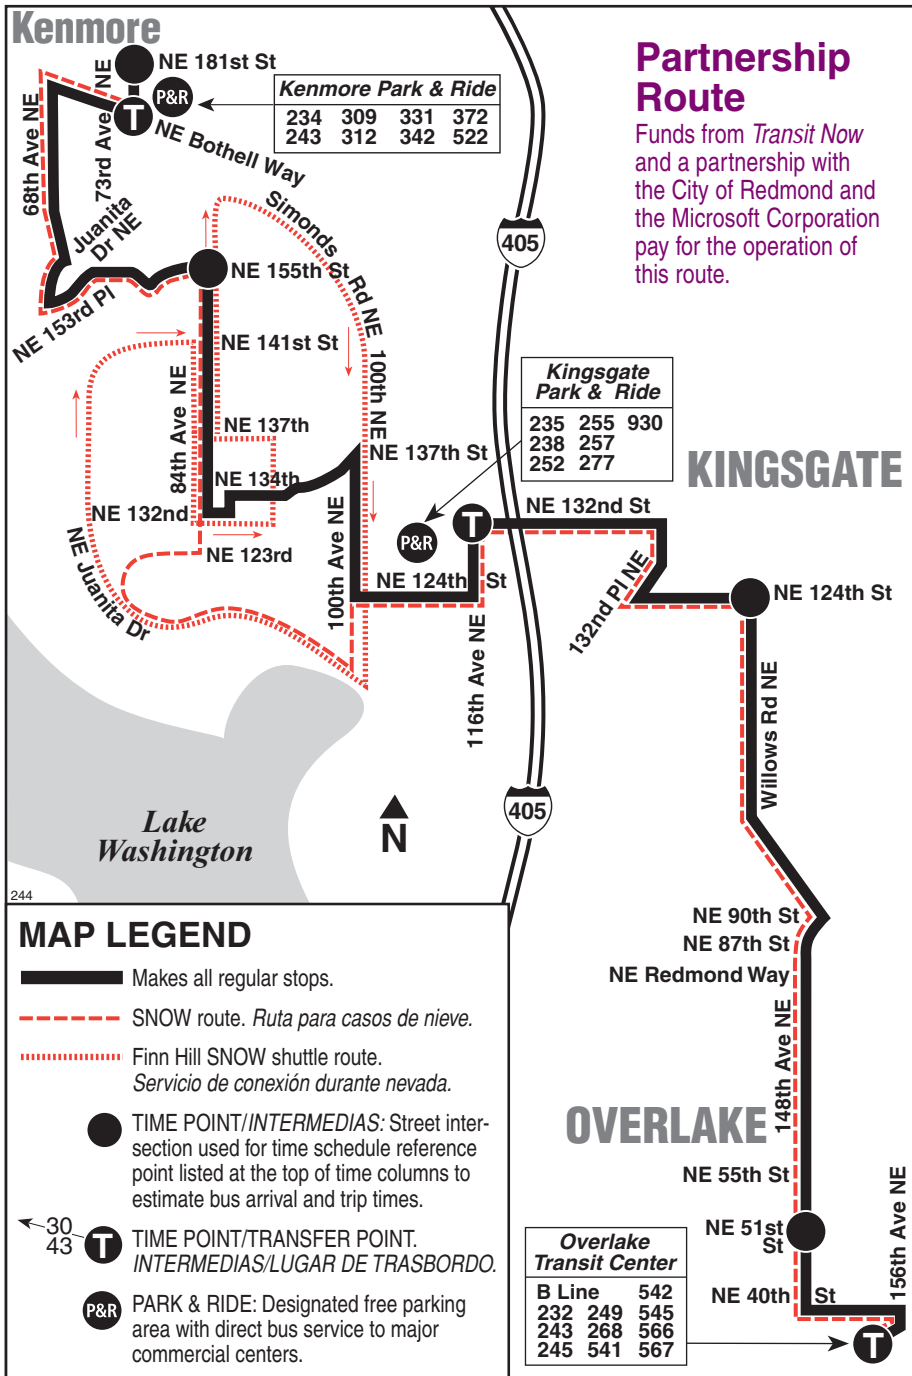 Kenmore
NE 181st St
P&R
T
73rd Ave NE
68th Ave NE
NE Bothell Way
Kenmore Park & Ride
234 309 331 372
243 312 342 522
Partnership
Route
Funds from Transit Now
and a partnership with
the City of Redmond and
the Microsoft Corporation
pay for the operation of
this route.
Juanita
Dr NE
NE 153rd Pl
NE 155th St
Simonds Rd NE
405
NE 141st St
100th NE
84th Ave NE
NE 137th
NE 134th
NE 132nd
NE 123rd
NE Juanita Dr
Kingsgate
Park & Ride
235 255 930
238 257
252 277
KINGSGATE
NE 137th St
100th Ave NE
P&R
T
NE 132nd St
NE 124th St
116th Ave NE
132nd Pl NE
NE 124th St
Willows Rd NE
405
Lake
Washington
N
244
NE 90th St
NE 87th St
NE Redmond Way
148th Ave NE
OVERLAKE
NE 55th St
NE 51st
St
156th Ave NE
NE 40th St
T
Overlake
Transit Center
B Line 542
232 249 545
243 268 566
245 541 567
MAP LEGEND
Makes all regular stops.
SNOW route. Ruta para casos de nieve.
Finn Hill SNOW shuttle route.
Servicio de conexión durante nevada.
TIME POINT/INTERMEDIAS: Street inter-
section used for time schedule reference
point listed at the top of time columns to
estimate bus arrival and trip times.
30
43
T
TIME POINT/TRANSFER POINT.
INTERMEDIAS/LUGAR DE TRASBORDO.
P&R
PARK & RIDE: Designated free parking
area with direct bus service to major
commercial centers.